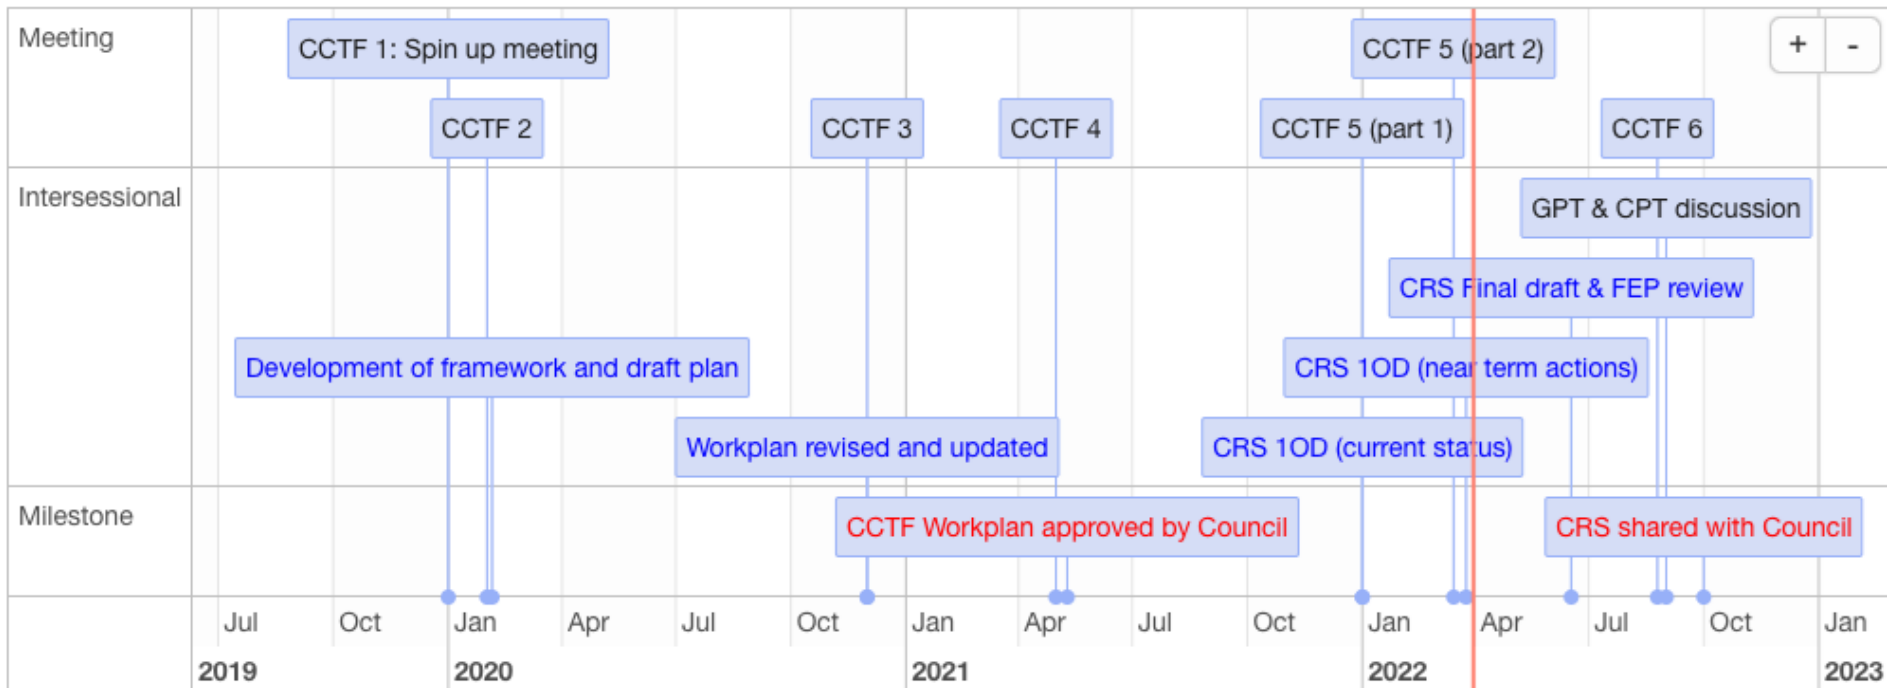 Meeting
CCTF 1: Spin up meeting
CCTF 5 (part 2)
+ -
CCTF 2
CCTF 3
CCTF 4
CCTF 5 (part 1)
CCTF 6
Intersessional
GPT & CPT discussion
CRS Final draft & FEP review
Development of framework and draft plan
CRS 1OD (near term actions)
Workplan revised and updated
CRS 1OD (current status)
Milestone
CCTF Workplan approved by Council
CRS shared with Council
Jul Oct Jan Apr Jul Oct Jan Apr Jul Oct Jan Apr Jul Oct Jan
2019 2020 2021 2022 2023